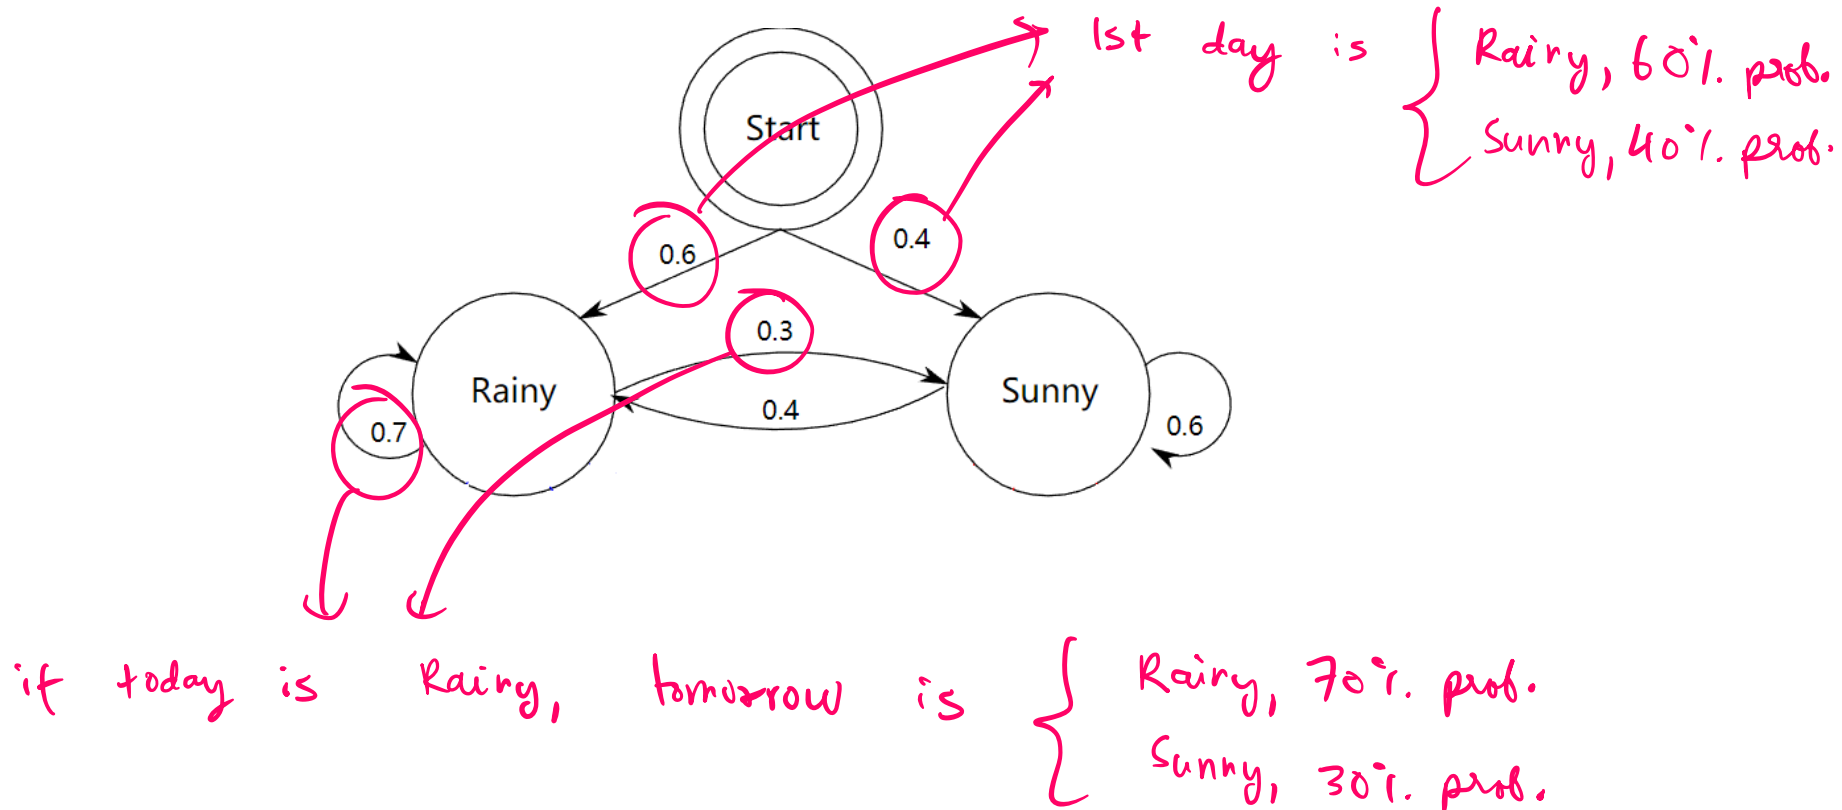 1st day is
Rainy, 60%. prob.
Sunny, 40%. prob.
Start
0.6
0.4
0.3
Rainy
Sunny
0.4
0.7
0.6
if today is Rainy, tomorrow is
Rainy, 70%. prob.
Sunny, 30%. prob.